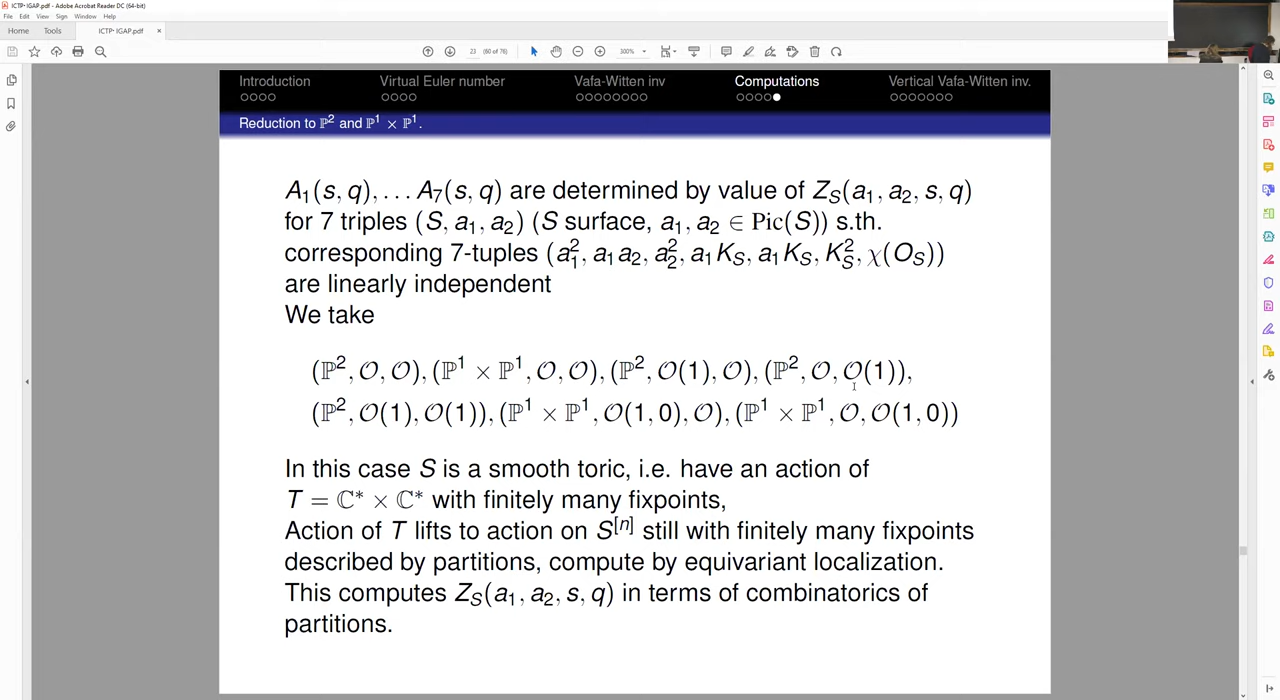 ICTP-IGAP.pdf - Adobe Acrobat Reader DC (64-bit)
File Edit View Sign Window Help
Home Tools ICTP-IGAP.pdf ×
23 (60 of 78) 300%
Introduction Virtual Euler number Vafa-Witten inv Computations Vertical Vafa-Witten inv.
Reduction to ℙ² and ℙ¹ × ℙ¹.
A₁(s, q), . . . A₇(s, q) are determined by value of Z_S(a₁, a₂, s, q)
for 7 triples (S, a₁, a₂) (S surface, a₁, a₂ ∈ Pic(S)) s.th.
corresponding 7-tuples (a₁², a₁a₂, a₂², a₁K_S, a₁K_S, K_S², χ(O_S))
are linearly independent
We take
(ℙ², 𝒪, 𝒪), (ℙ¹ × ℙ¹, 𝒪, 𝒪), (ℙ², 𝒪(1), 𝒪), (ℙ², 𝒪, 𝒪(1)),
(ℙ², 𝒪(1), 𝒪(1)), (ℙ¹ × ℙ¹, 𝒪(1, 0), 𝒪), (ℙ¹ × ℙ¹, 𝒪, 𝒪(1, 0))
In this case S is a smooth toric, i.e. have an action of
T = ℂ* × ℂ* with finitely many fixpoints,
Action of T lifts to action on S^[n] still with finitely many fixpoints
described by partitions, compute by equivariant localization.
This computes Z_S(a₁, a₂, s, q) in terms of combinatorics of
partitions.